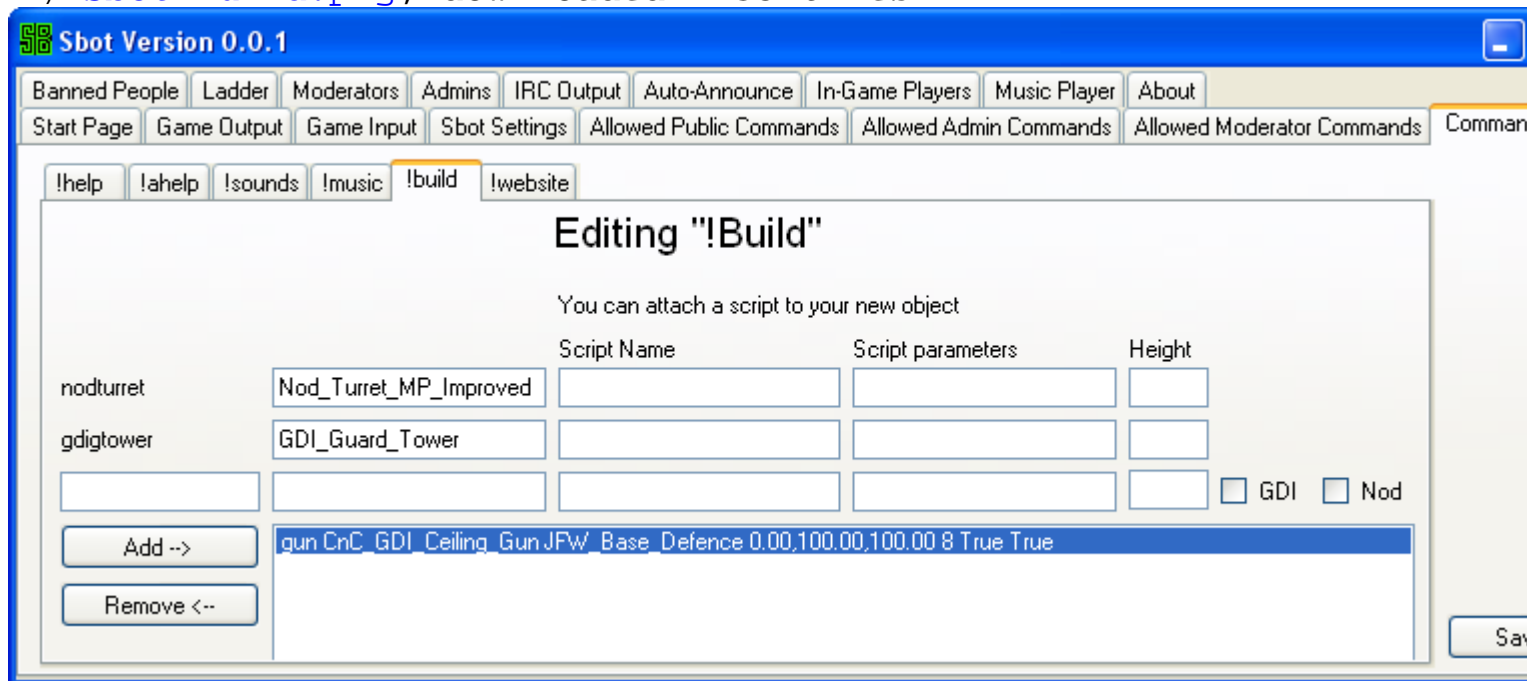 Sbot Version 0.0.1
Banned People Ladder Moderators Admins IRC Output Auto-Announce In-Game Players Music Player About
Start Page Game Output Game Input Sbot Settings Allowed Public Commands Allowed Admin Commands Allowed Moderator Commands Comman
!help !ahelp !sounds !music !build !website
Editing "!Build"
You can attach a script to your new object
Script Name Script parameters Height
nodturret Nod_Turret_MP_Improved
gdigtower GDI_Guard_Tower
GDI Nod
Add --> gun CnC_GDI_Ceiling_Gun JFW_Base_Defence 0.00,100.00,100.00 8 True True
Remove <--
Sav